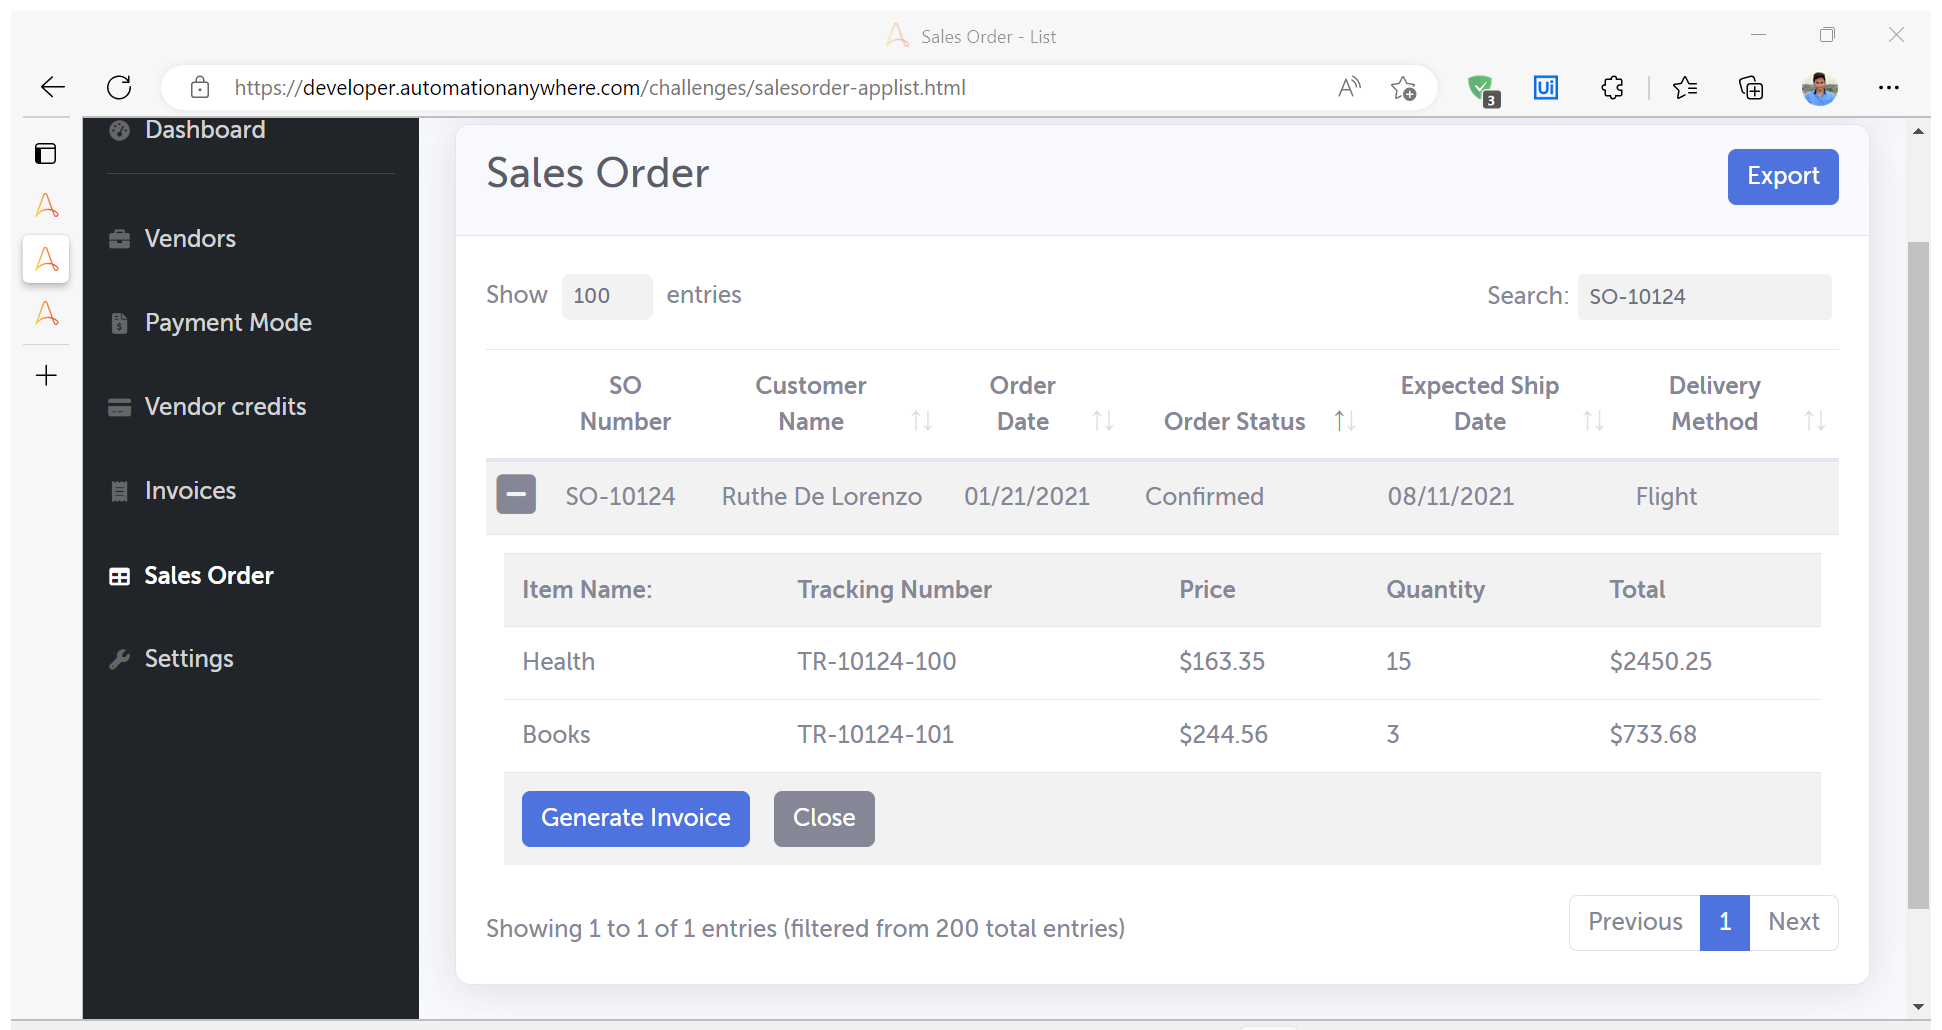 Sales Order - List
https://developer.automationanywhere.com/challenges/salesorder-applist.html
A
3
Ui
Dashboard
Vendors
Payment Mode
Vendor credits
Invoices
Sales Order
Settings
Sales Order
Export
Show 100 entries
Search: SO-10124
SO Customer Order Expected Ship Delivery
Number Name Date Order Status Date Method
SO-10124 Ruthe De Lorenzo 01/21/2021 Confirmed 08/11/2021 Flight
Item Name: Tracking Number Price Quantity Total
Health TR-10124-100 $163.35 15 $2450.25
Books TR-10124-101 $244.56 3 $733.68
Generate Invoice Close
Showing 1 to 1 of 1 entries (filtered from 200 total entries)
Previous 1 Next